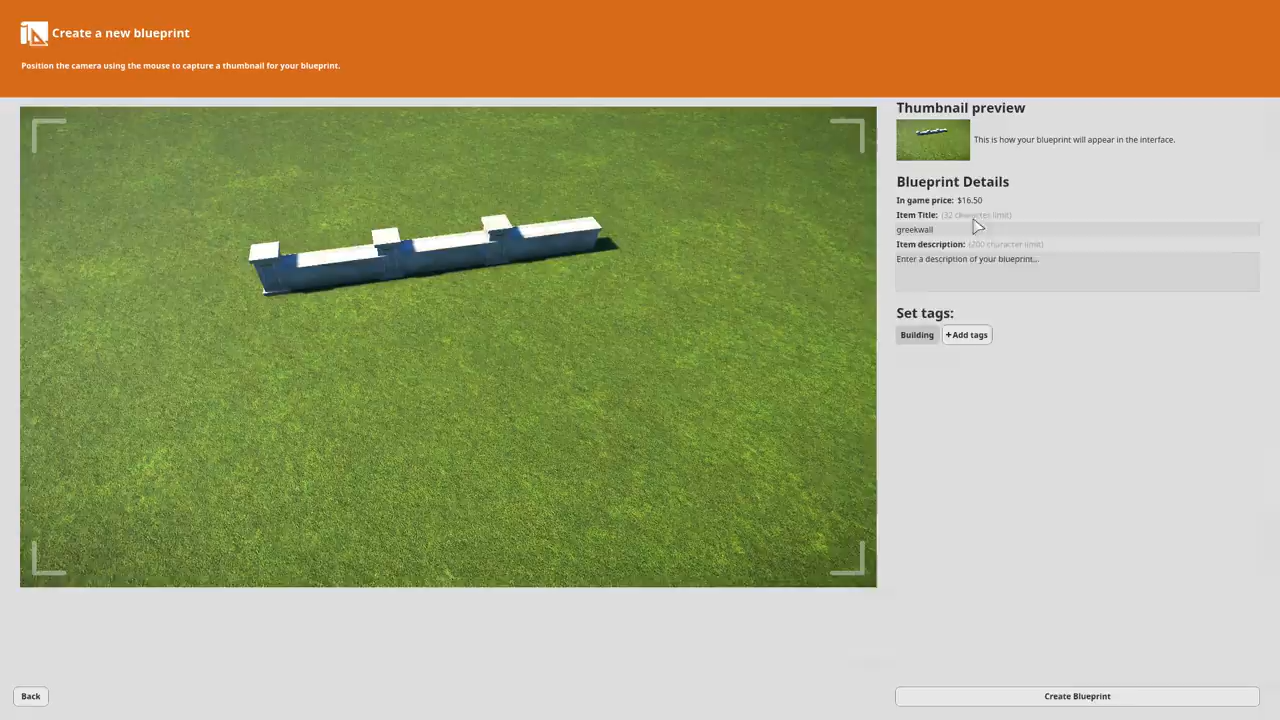 Create a new blueprint
Position the camera using the mouse to capture a thumbnail for your blueprint.
Thumbnail preview
This is how your blueprint will appear in the interface.
Blueprint Details
In game price: $16.50
Item Title: (32 character limit)
greekwall
Item description: (200 character limit)
Enter a description of your blueprint...
Set tags:
Building
+Add tags
Back
Create Blueprint